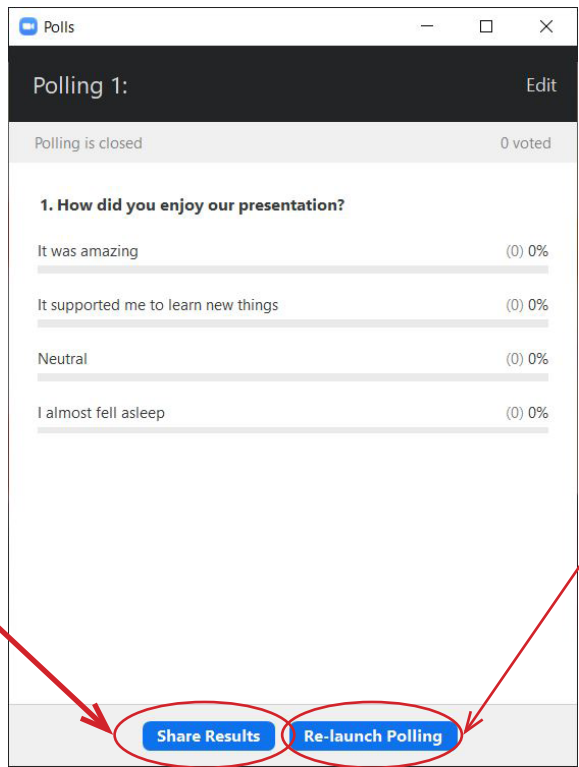 Polls
Polling 1: Edit
Polling is closed 0 voted
1. How did you enjoy our presentation?
It was amazing (0) 0%
It supported me to learn new things (0) 0%
Neutral (0) 0%
I almost fell asleep (0) 0%
Share Results Re-launch Polling